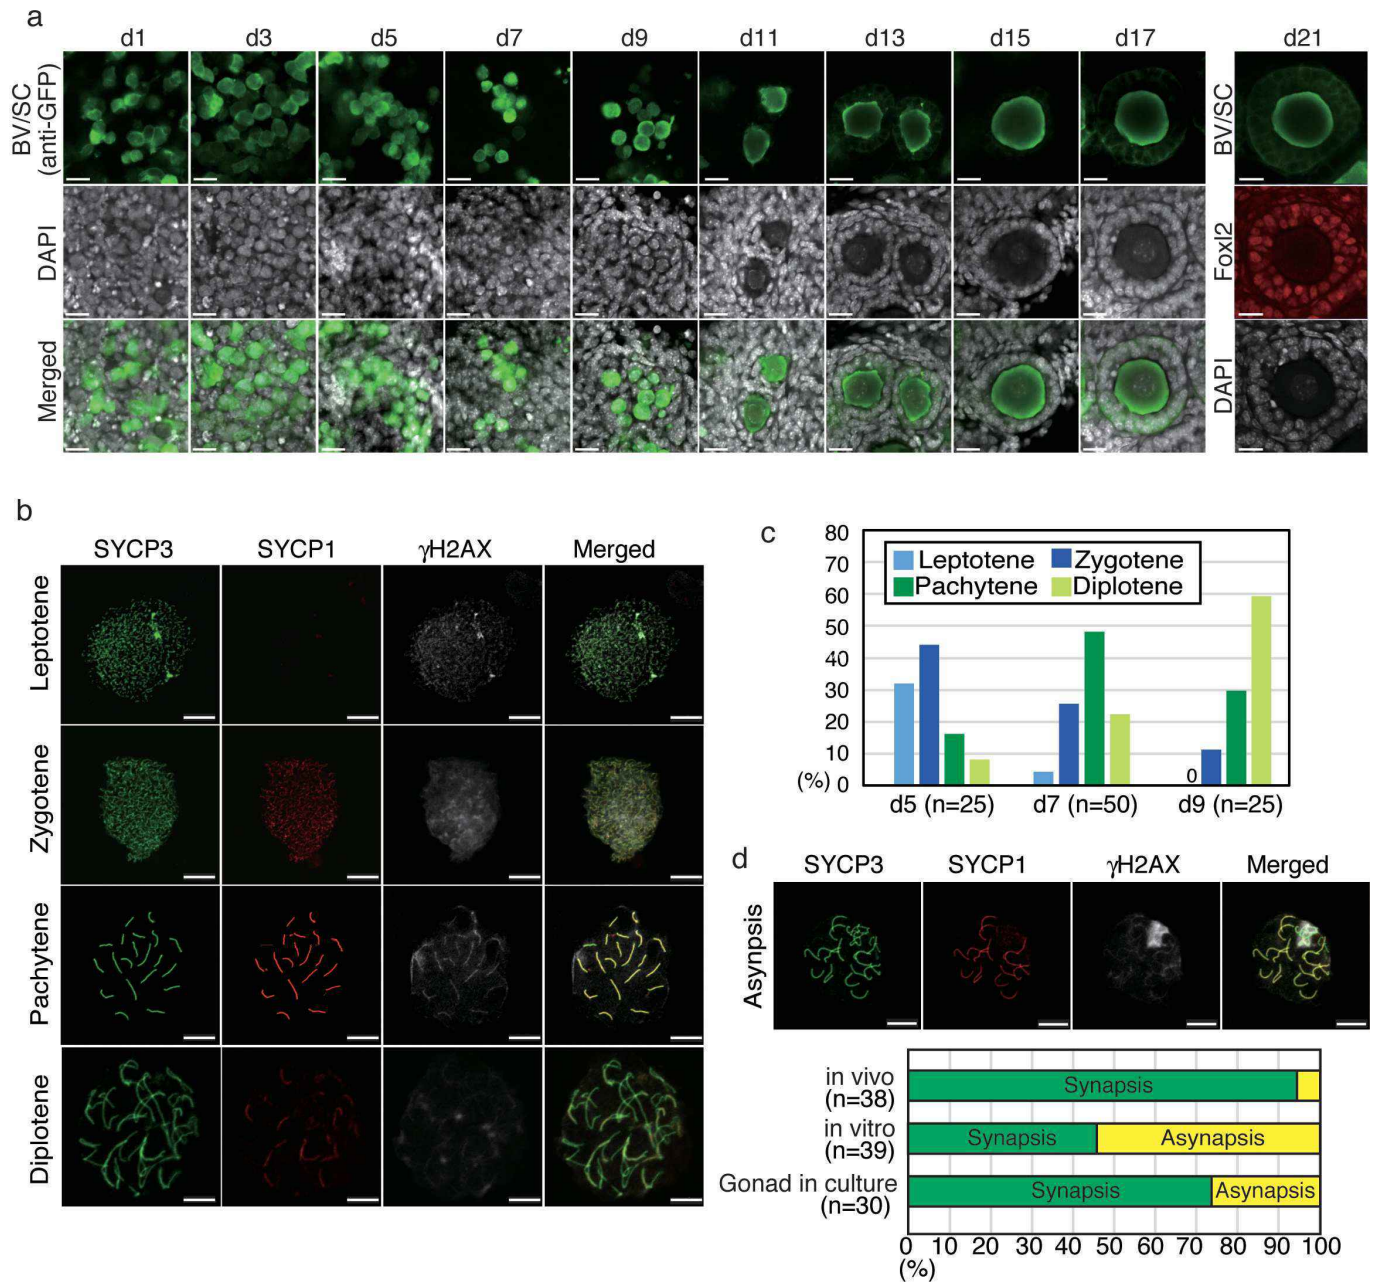 a
d1 d3 d5 d7 d9 d11 d13 d15 d17 d21
BV/SC
(anti-GFP)
DAPI
Merged
BV/SC
Foxl2
DAPI
b
SYCP3 SYCP1 γH2AX Merged
Leptotene
Zygotene
Pachytene
Diplotene
c
80
70
60
50
40
30
20
10
(%) 0
Leptotene Zygotene
Pachytene Diplotene
0
d5 (n=25) d7 (n=50) d9 (n=25)
d
SYCP3 SYCP1 γH2AX Merged
Asynpsis
in vivo
(n=38)
Synapsis
in vitro
(n=39)
Synapsis Asynapsis
Gonad in culture
(n=30)
Synapsis Asynapsis
0 10 20 30 40 50 60 70 80 90 100
(%)